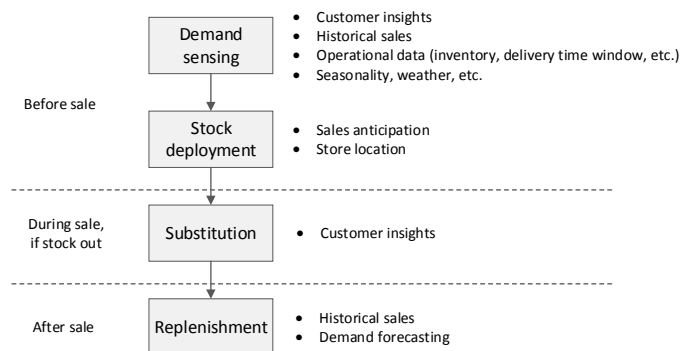 Demand
sensing
• Customer insights
• Historical sales
• Operational data (inventory, delivery time window, etc.)
• Seasonality, weather, etc.
Before sale
Stock
deployment
• Sales anticipation
• Store location
During sale,
if stock out
Substitution
• Customer insights
After sale
Replenishment
• Historical sales
• Demand forecasting